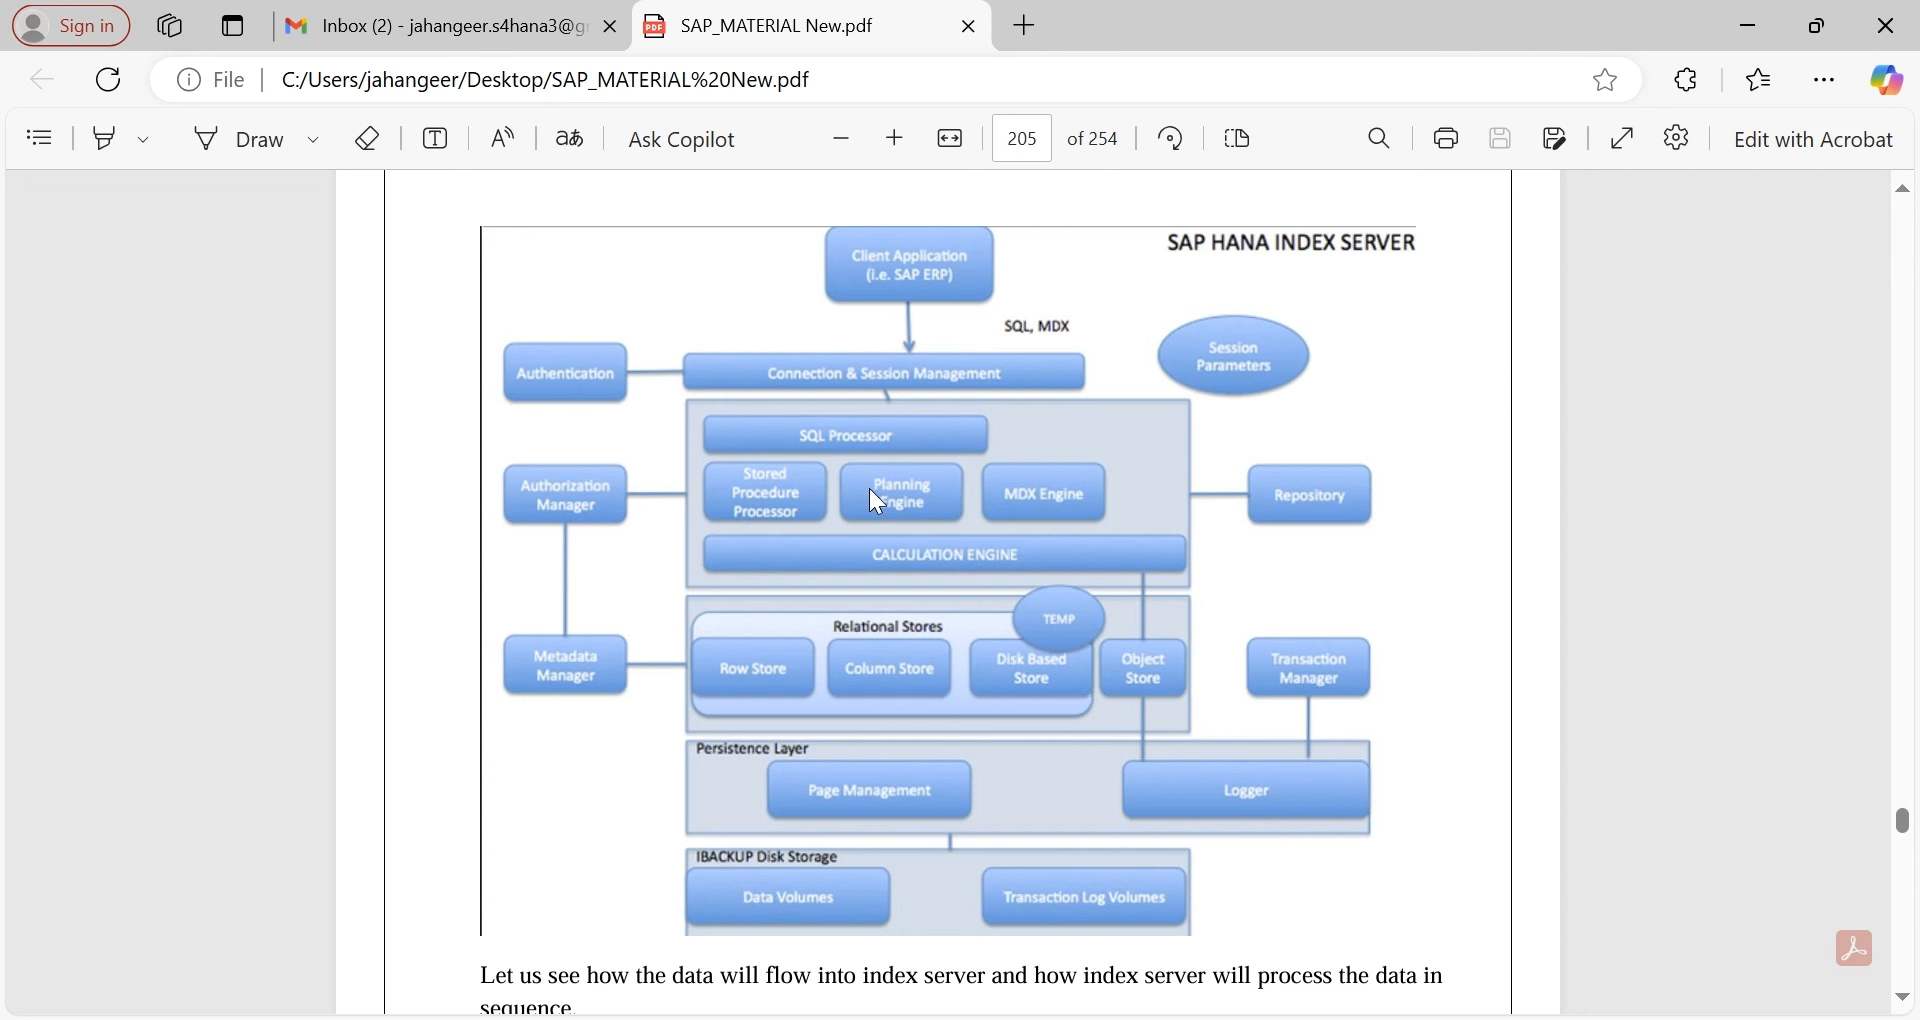 Sign in
Inbox (2) - jahangeer.s4hana3@g
SAP_MATERIAL New.pdf
File
C:/Users/jahangeer/Desktop/SAP_MATERIAL%20New.pdf
Draw
Ask Copilot
205 of 254
Edit with Acrobat
SAP HANA INDEX SERVER
Client Application
(i.e. SAP ERP)
SQL, MDX
Session
Parameters
Authentication
Connection & Session Management
SQL Processor
Authorization
Manager
Stored
Procedure
Processor
Planning
Engine
MDX Engine
Repository
CALCULATION ENGINE
TEMP
Relational Stores
Metadata
Manager
Row Store
Column Store
Disk Based
Store
Object
Store
Transaction
Manager
Persistence Layer
Page Management
Logger
IBACKUP Disk Storage
Data Volumes
Transaction Log Volumes
Let us see how the data will flow into index server and how index server will process the data in
sequence.